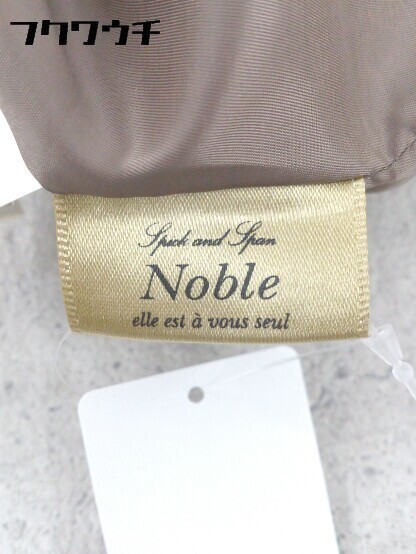 フクワウチ
Spick and Span
Noble
elle est à vous seul